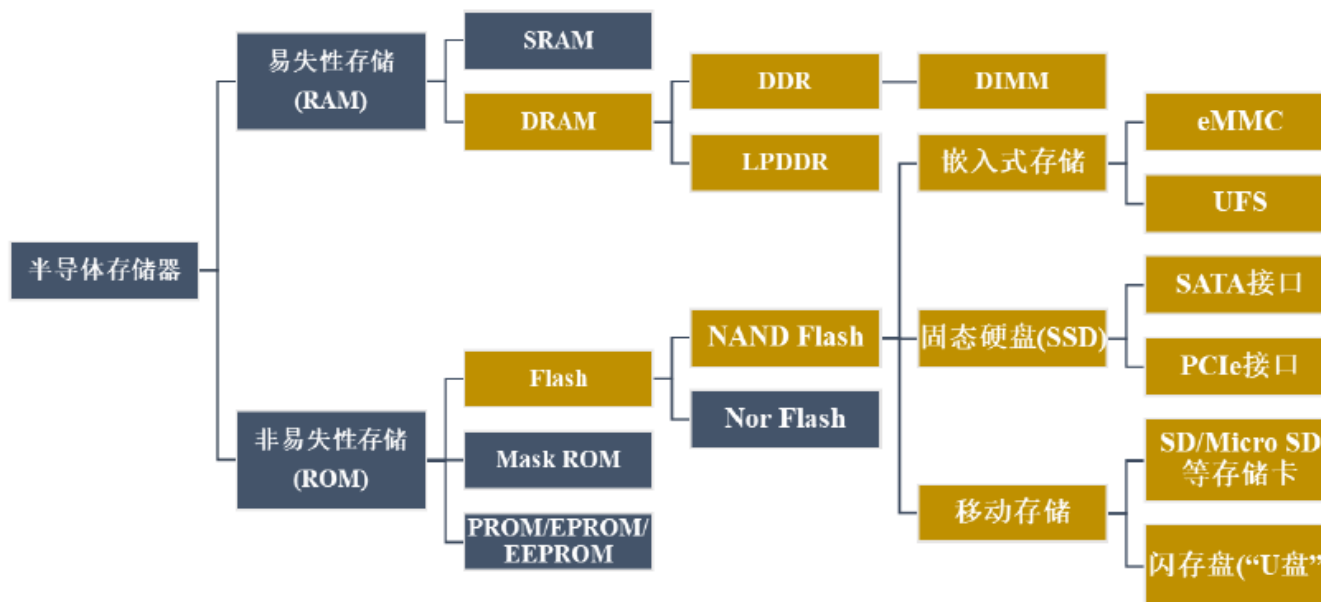 半导体存储器
易失性存储
(RAM)
SRAM
DRAM
DDR
DIMM
LPDDR
非易失性存储
(ROM)
Flash
NAND Flash
嵌入式存储
eMMC
UFS
固态硬盘(SSD)
SATA接口
PCIe接口
移动存储
SD/Micro SD
等存储卡
闪存盘(“U盘”
Nor Flash
Mask ROM
PROM/EPROM/
EEPROM